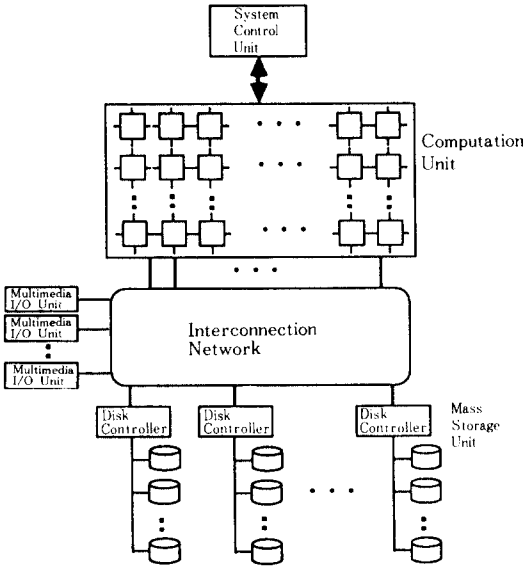 System
Control
Unit
Computation
Unit
Multimedia
I/O Unit
Multimedia
I/O Unit
Multimedia
I/O Unit
Interconnection
Network
Disk
Controller
Disk
Controller
Disk
Controller
Mass
Storage
Unit